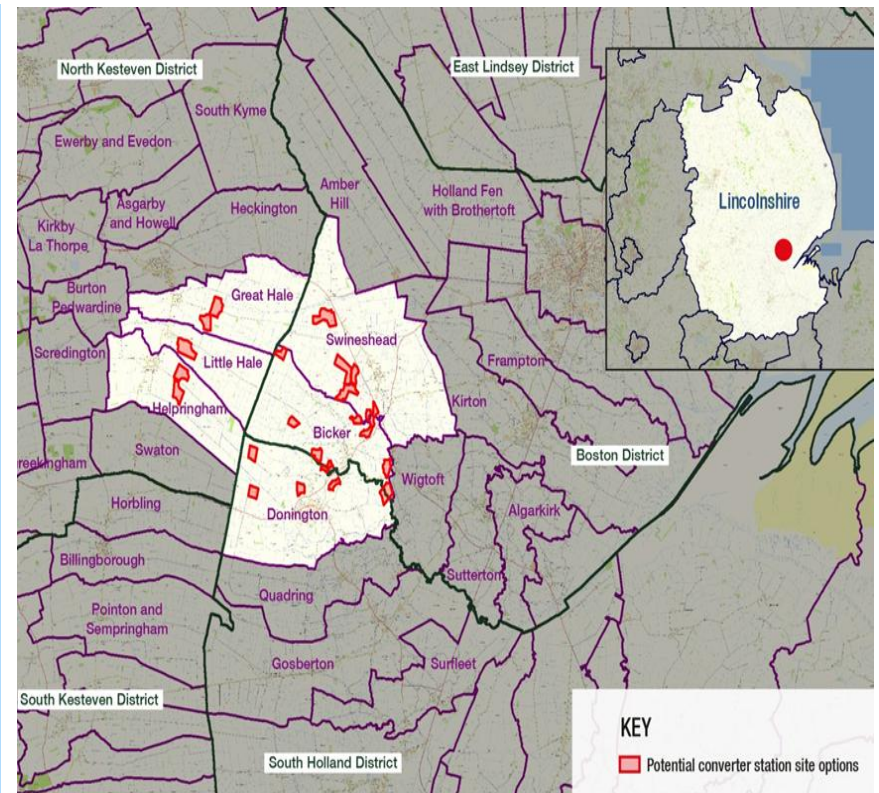 North Kesteven District
East Lindsey District
South Kyme
Ewerby and Evedon
Asgarby
and Howell
Heckington
Amber
Hill
Holland Fen
with Brothertoft
Kirkby
La Thorpe
Burton
Pedwardine
Great Hale
Scredington
Little Hale
Swineshead
Frampton
Helpringham
Kirton
Bicker
Swaton
Boston District
reekingham
Wigtoft
Horbling
Donington
Algarkirk
Billingborough
Quadring
Sutterton
Pointon and
Sempringham
Gosberton
Surfleet
South Kesteven District
South Holland District
Lincolnshire
KEY
Potential converter station site options